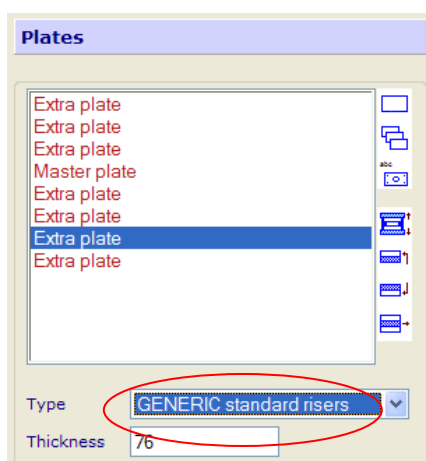 Plates
Extra plate
Extra plate
Extra plate
Master plate
Extra plate
Extra plate
Extra plate
Extra plate
abc
Type GENERIC standard risers
Thickness 76